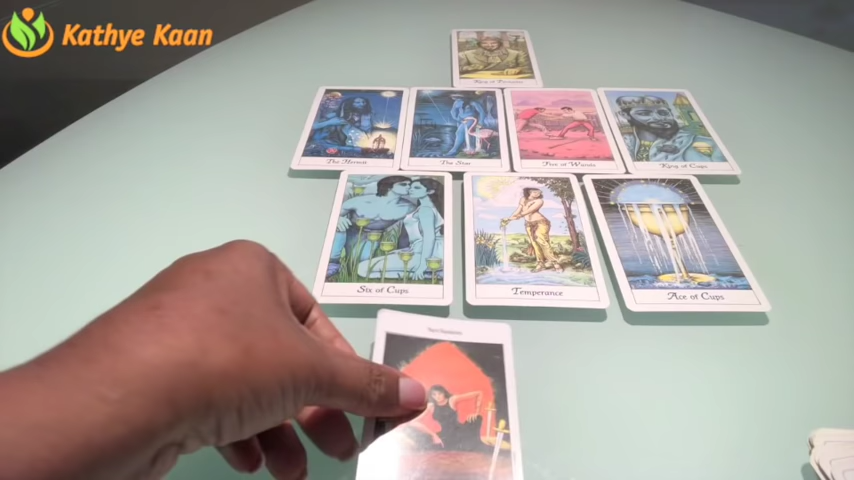 Kathye Kaan
The Hermit
The Star
Five of Wands
King of Cups
Six of Cups
Temperance
Ace of Cups